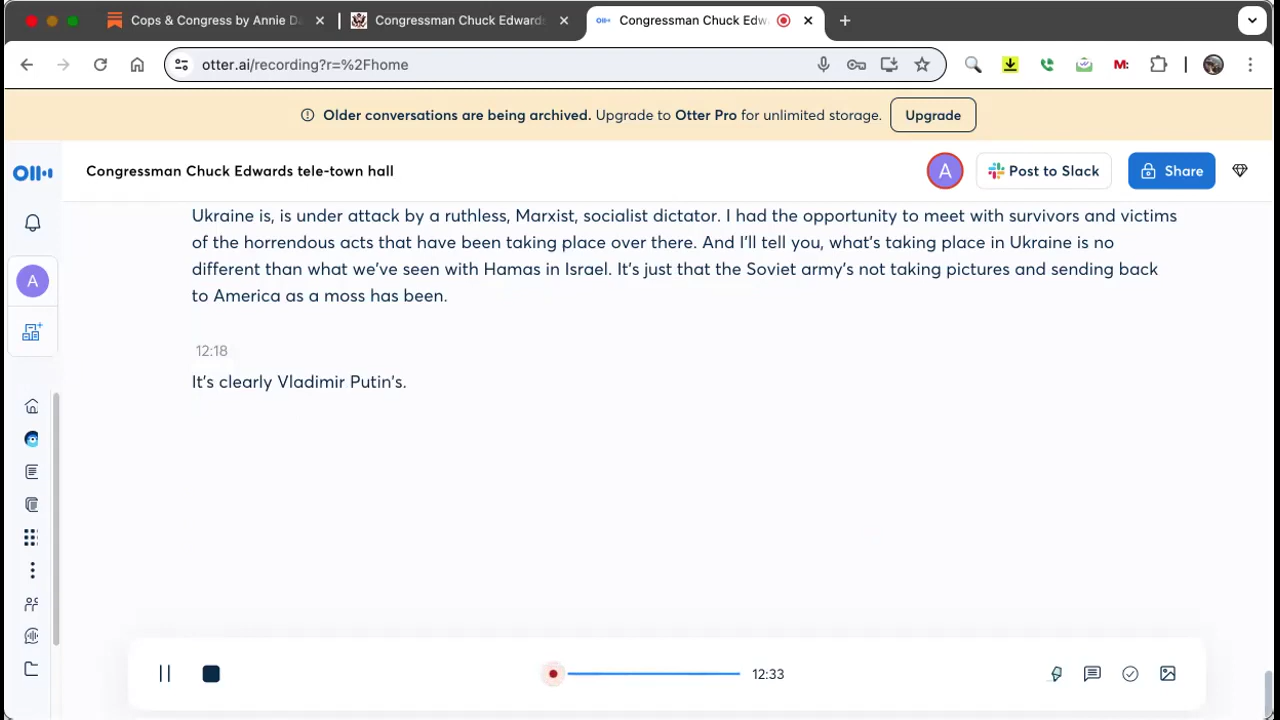 Cops & Congress by Annie Da
Congressman Chuck Edwards
Congressman Chuck Edw
otter.ai/recording?r=%2Fhome
M:
Older conversations are being archived. Upgrade to Otter Pro for unlimited storage.
Upgrade
Congressman Chuck Edwards tele-town hall
A
Post to Slack
Share
A
Ukraine is, is under attack by a ruthless, Marxist, socialist dictator. I had the opportunity to meet with survivors and victims
of the horrendous acts that have been taking place over there. And I'll tell you, what's taking place in Ukraine is no
different than what we've seen with Hamas in Israel. It's just that the Soviet army's not taking pictures and sending back
to America as a moss has been.
12:18
It's clearly Vladimir Putin's.
12:33